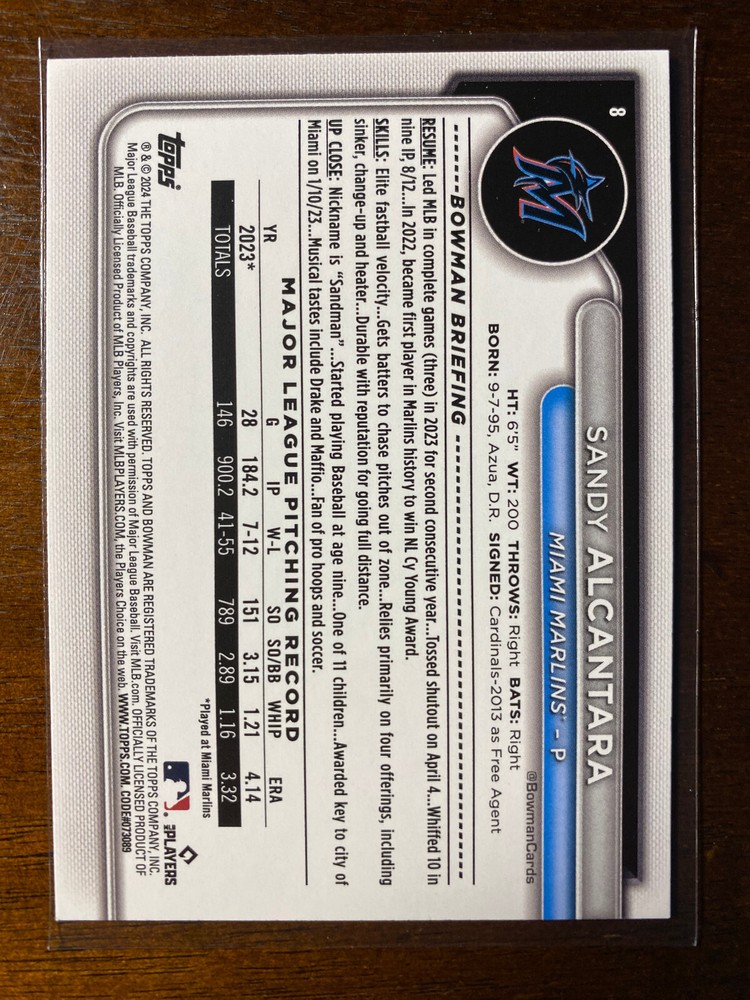 8
SANDY ALCANTARA
MIAMI MARLINS® – P
@BowmanCards
HT: 6'5" WT: 200 THROWS: Right BATS: Right
BORN: 9-7-95, Azua, D.R. SIGNED: Cardinals-2013 as Free Agent
BOWMAN BRIEFING
RESUME: Led MLB in complete games (three) in 2023 for second consecutive year...Tossed shutout on April 4...Whiffed 10 in
nine IP, 8/12...In 2022, became first player in Marlins history to win NL Cy Young Award.
SKILLS: Elite fastball velocity...Gets batters to chase pitches out of zone...Relies primarily on four offerings, including
sinker, change-up and heater...Durable with reputation for going full distance.
UP CLOSE: Nickname is "Sandman"...Started playing Baseball at age nine...One of 11 children...Awarded key to city of
Miami on 1/10/23...Musical tastes include Drake and Maffio...Fan of pro hoops and soccer.
MAJOR LEAGUE PITCHING RECORD
YR G IP W-L SO SO/BB WHIP ERA
2023* 28 184.2 7-12 151 3.15 1.21 4.14
TOTALS 146 900.2 41-55 789 2.89 1.16 3.32
*Played at Miami Marlins
topps®
MLB PLAYERS
® & © 2024 THE TOPPS COMPANY, INC. ALL RIGHTS RESERVED. TOPPS AND BOWMAN ARE REGISTERED TRADEMARKS OF THE TOPPS COMPANY, INC.
Major League Baseball trademarks and copyrights are used with permission of Major League Baseball. Visit MLB.com. OFFICIALLY LICENSED PRODUCT OF
MLB. Officially Licensed Product of MLB Players, Inc. Visit MLBPLAYERS.COM, the Players Choice on the web. WWW.TOPPS.COM. CODE#073089